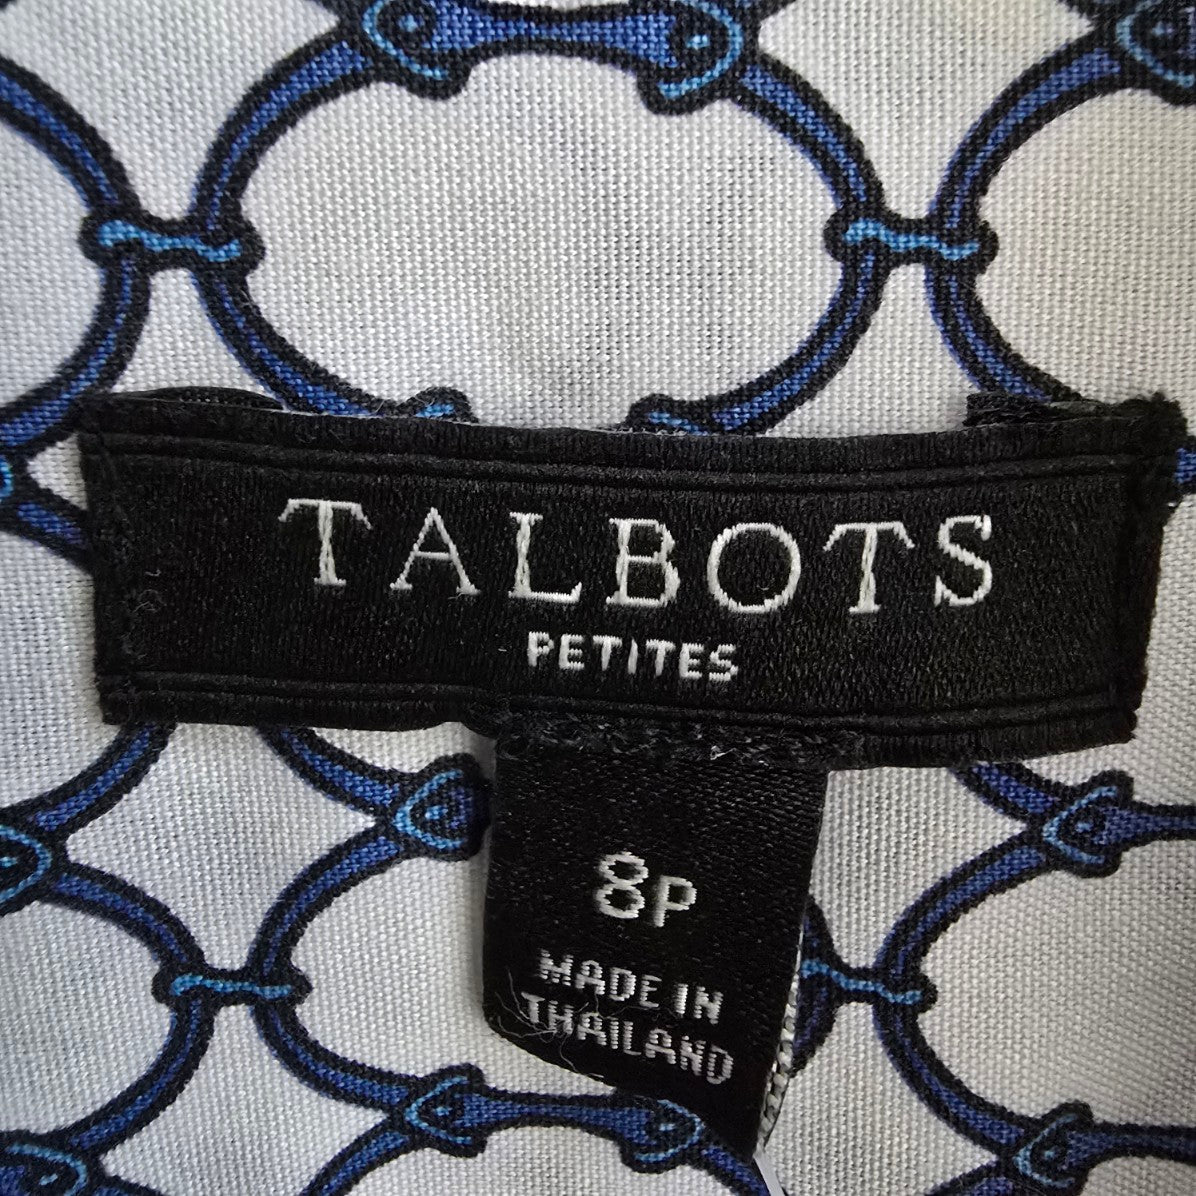 TALBOTS
PETITES
8P
MADE IN
THAILAND